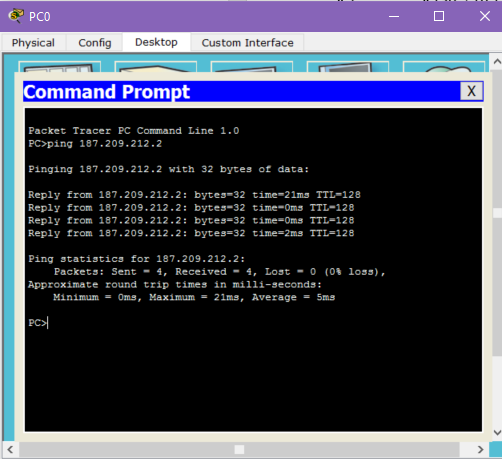 PC0
Physical Config Desktop Custom Interface
Command Prompt
X
Packet Tracer PC Command Line 1.0
PC>ping 187.209.212.2
Pinging 187.209.212.2 with 32 bytes of data:
Reply from 187.209.212.2: bytes=32 time=21ms TTL=128
Reply from 187.209.212.2: bytes=32 time=0ms TTL=128
Reply from 187.209.212.2: bytes=32 time=0ms TTL=128
Reply from 187.209.212.2: bytes=32 time=2ms TTL=128
Ping statistics for 187.209.212.2:
Packets: Sent = 4, Received = 4, Lost = 0 (0% loss),
Approximate round trip times in milli-seconds:
Minimum = 0ms, Maximum = 21ms, Average = 5ms
PC>